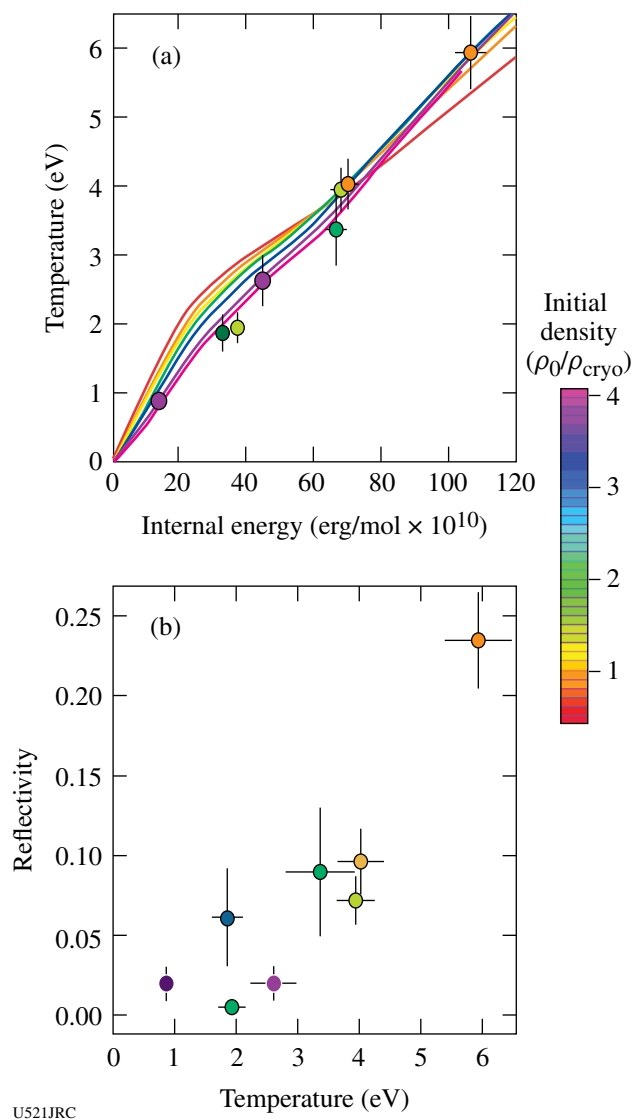 (a)
6
5
4
3
2
1
0
Temperature (eV)
0 20 40 60 80 100 120
Internal energy (erg/mol × 10¹⁰)
Initial
density
(ρ₀/ρcryo)
4
3
2
1
(b)
0.25
0.20
0.15
0.10
0.05
0.00
Reflectivity
1 2 3 4 5 6
Temperature (eV)
U521JRC